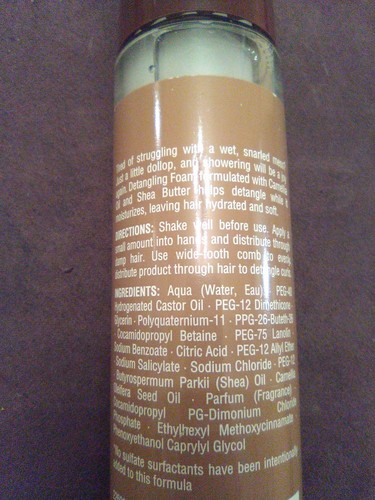 Tired of struggling with a wet, snarled mess?
Just a little dollop, and showering will be a joy
again. Detangling Foam formulated with Camellia
Oil and Shea Butter helps detangle while it
moisturizes, leaving hair hydrated and soft.
DIRECTIONS: Shake well before use. Apply a
small amount into hands and distribute through
damp hair. Use wide-tooth comb to evenly
distribute product through hair to detangle curls.
INGREDIENTS: Aqua (Water, Eau) · PEG-40
Hydrogenated Castor Oil · PEG-12 Dimethicone
Glycerin · Polyquaternium-11 · PPG-26-Buteth-26
· Cocamidopropyl Betaine · PEG-75 Lanolin ·
Sodium Benzoate · Citric Acid · PEG-12 Allyl Ether
· Sodium Salicylate · Sodium Chloride · PEG-12
· Butyrospermum Parkii (Shea) Oil · Camellia
Oleifera Seed Oil · Parfum (Fragrance) ·
Cocamidopropyl PG-Dimonium Chloride
Phosphate · Ethylhexyl Methoxycinnamate
Phenoxyethanol Caprylyl Glycol
*No sulfate surfactants have been intentionally
added to this formula